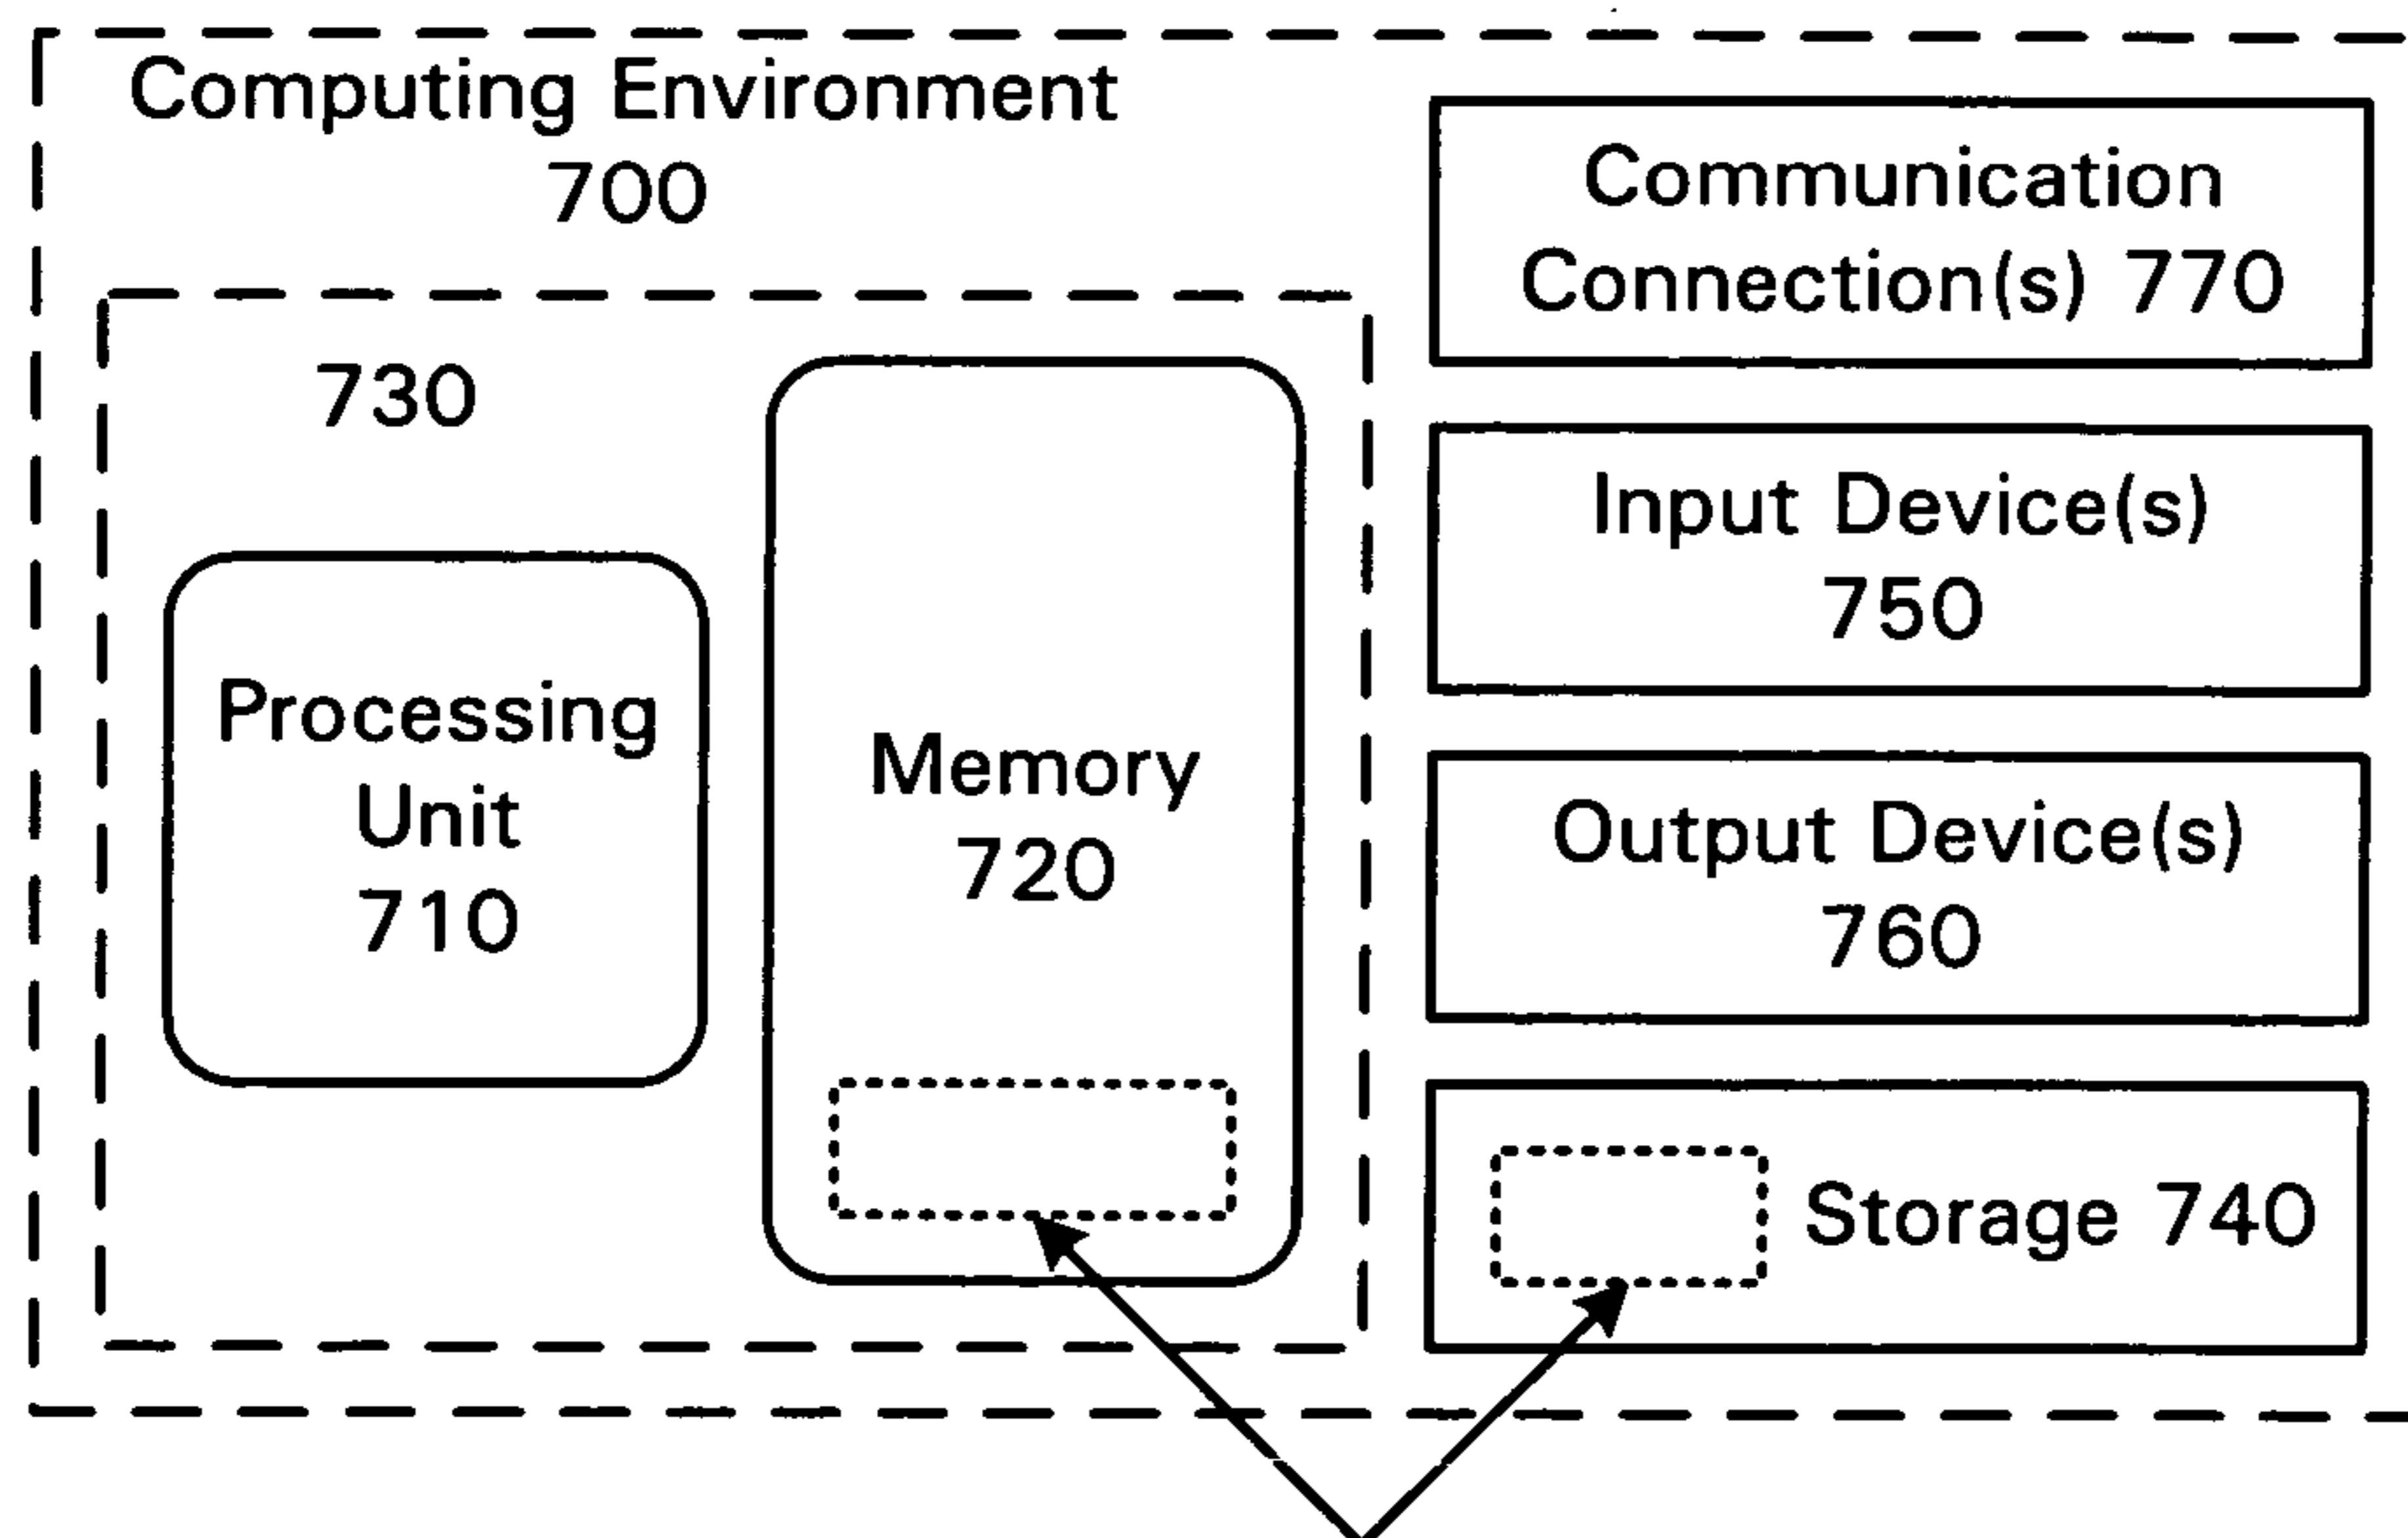 Computing Environment
700
730
Processing
Unit
710
Memory
720
Communication
Connection(s) 770
Input Device(s)
750
Output Device(s)
760
Storage 740